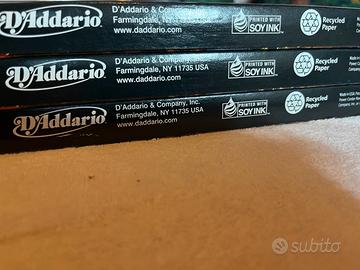 D'Addario
D'Addario & Company, Inc.
Farmingdale, NY 11735 USA
www.daddario.com
PRINTED WITH
SOY INK
Recycled
Paper
D'Addario
D'Addario & Company, Inc.
Farmingdale, NY 11735 USA
www.daddario.com
PRINTED WITH
SOY INK
Recycled
Paper
D'Addario
D'Addario & Company, Inc.
Farmingdale, NY 11735 USA
www.daddario.com
PRINTED WITH
SOY INK
Recycled
Paper
subito